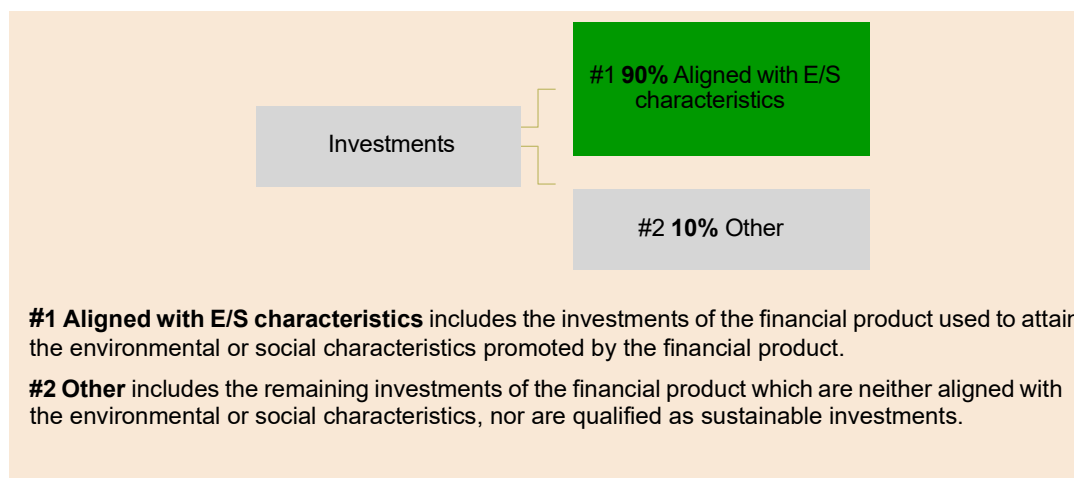 #1 90% Aligned with E/S
characteristics
Investments
#2 10% Other
#1 Aligned with E/S characteristics includes the investments of the financial product used to attain
the environmental or social characteristics promoted by the financial product.
#2 Other includes the remaining investments of the financial product which are neither aligned with
the environmental or social characteristics, nor are qualified as sustainable investments.